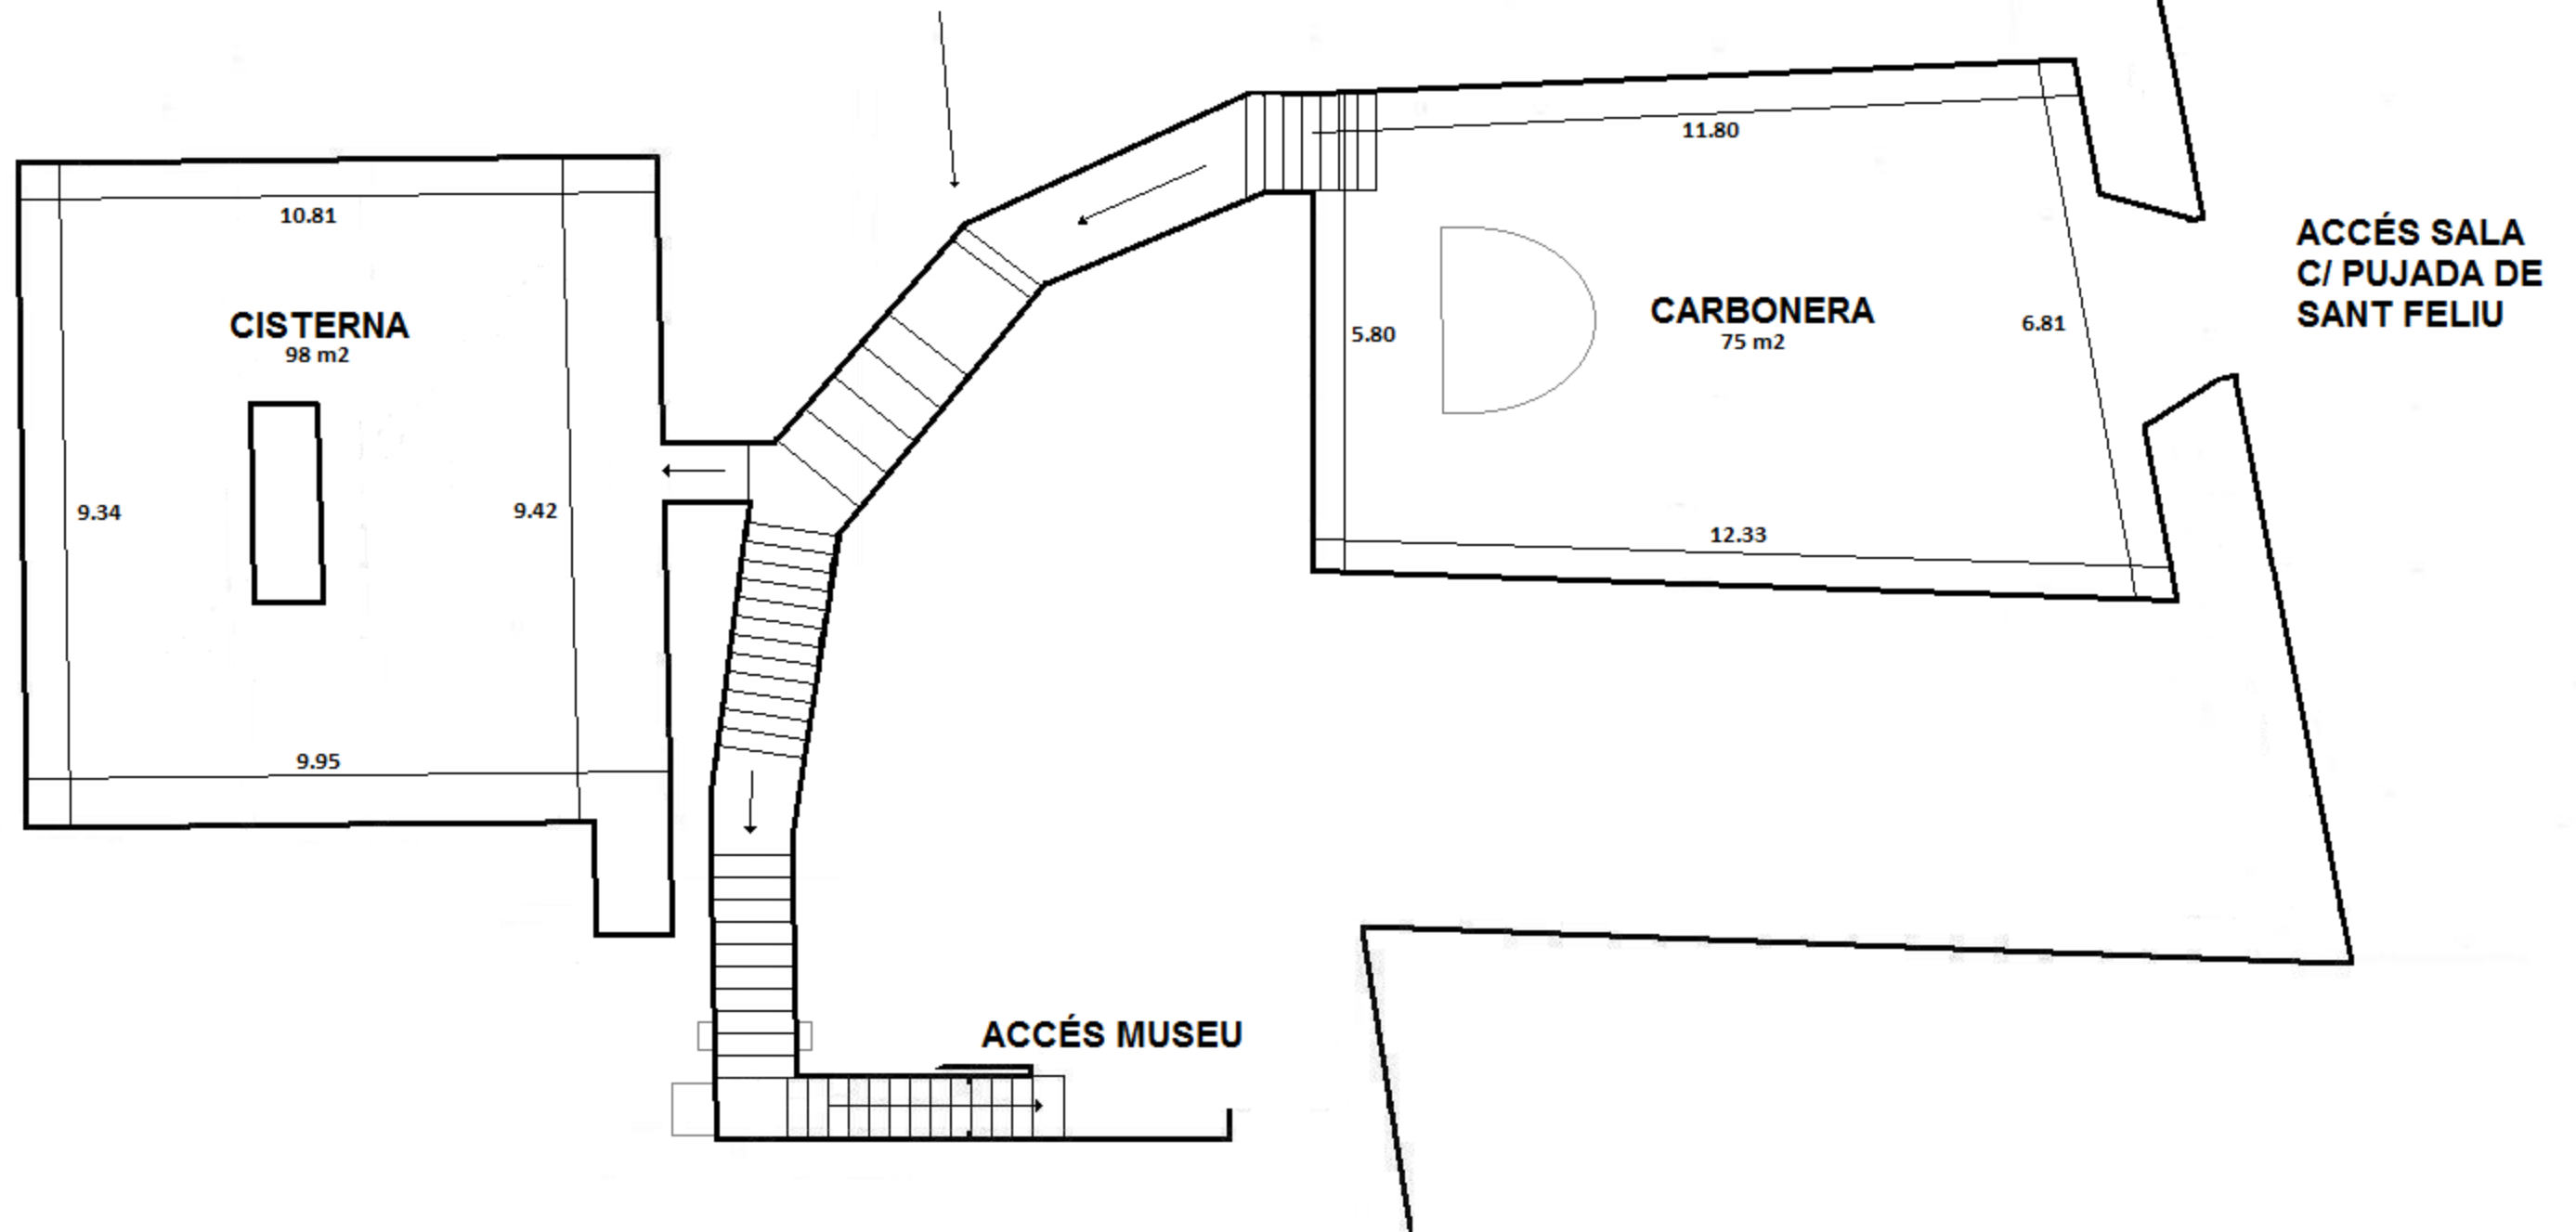 10.81
CISTERNA
98 m2
9.34
9.42
9.95
11.80
CARBONERA
75 m2
5.80
6.81
12.33
ACCÉS SALA
C/ PUJADA DE
SANT FELIU
ACCÉS MUSEU